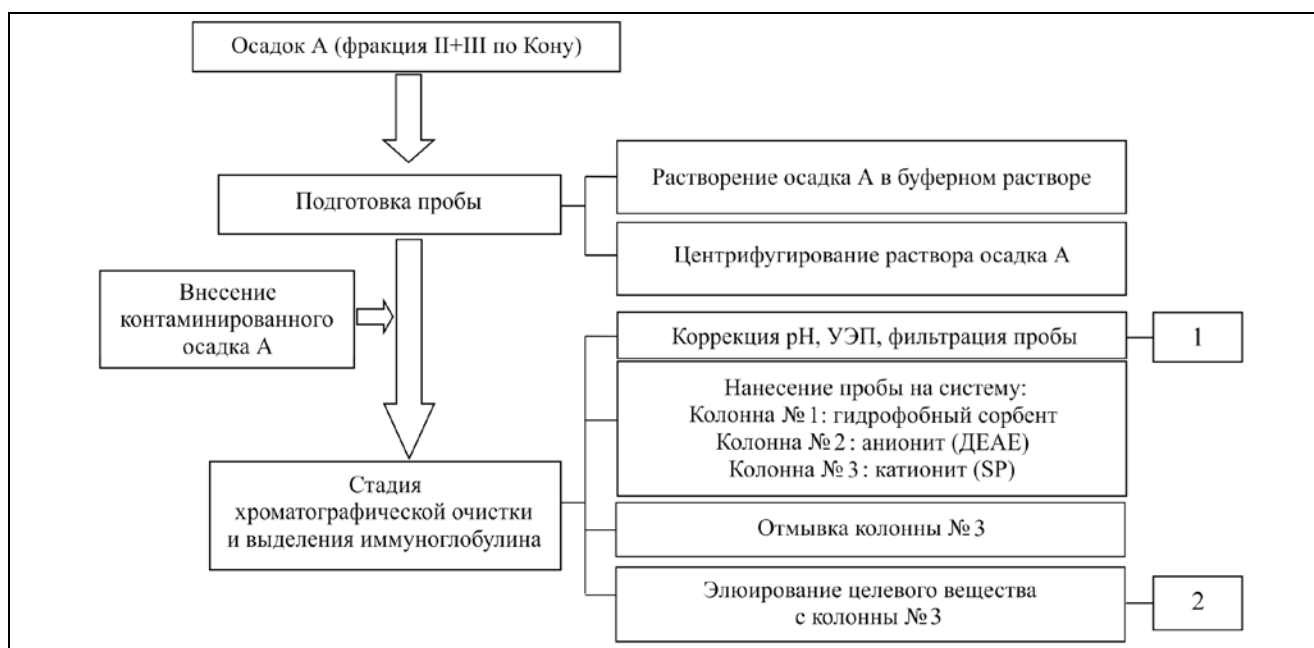 Осадок А (фракция II+III по Кону)
Подготовка пробы
Растворение осадка А в буферном растворе
Центрифугирование раствора осадка А
Внесение
контаминированного
осадка А
Коррекция pH, УЭП, фильтрация пробы
1
Нанесение пробы на систему:
Колонна № 1: гидрофобный сорбент
Колонна № 2: анионит (ДЕАЕ)
Колонна № 3: катионит (SP)
Стадия
хроматографической очистки
и выделения иммуноглобулина
Отмывка колонны № 3
Элюирование целевого вещества
с колонны № 3
2